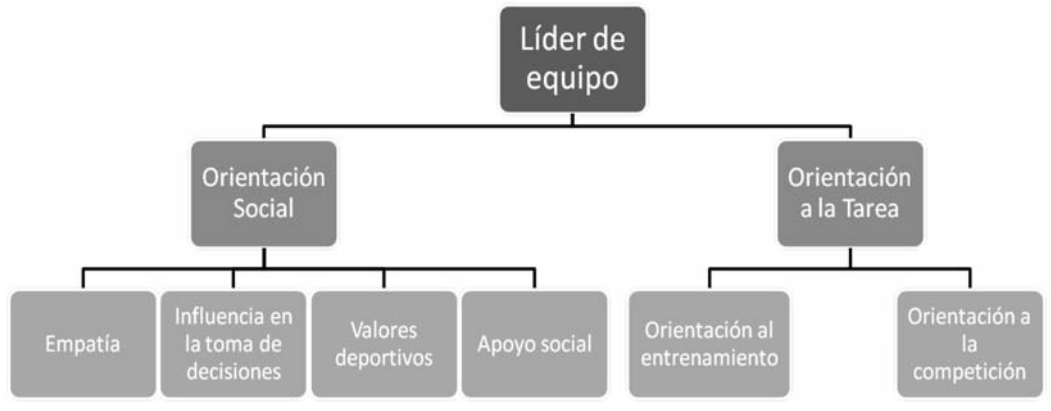 Líder de
equipo
Orientación
Social
Orientación
a la Tarea
Empatía
Influencia en
la toma de
decisiones
Valores
deportivos
Apoyo social
Orientación al
entrenamiento
Orientación a
la
competición